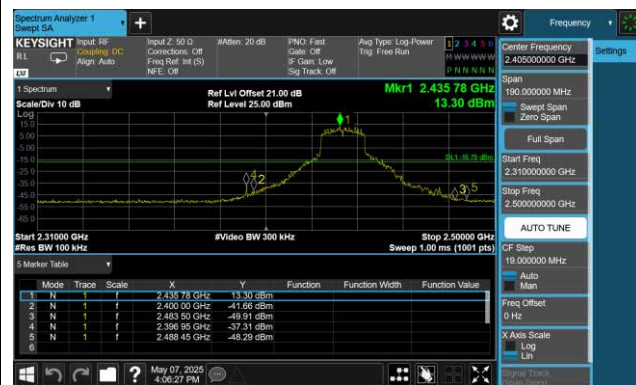 Spectrum Analyzer 1
Swept SA
Frequency
KEYSIGHT
Input: RF
Coupling: DC
Align: Auto
Input Z: 50 Ω
Corrections: Off
Freq Ref: Int (S)
NFE: Off
#Atten: 20 dB
PNO: Fast
Gate: Off
IF Gain: Low
Sig Track: Off
Avg Type: Log-Power
Trig: Free Run
1 2 3 4 5 6
M W W W W W
P N N N N N
R L
LXI
1 Spectrum
Scale/Div 10 dB
Ref Lvl Offset 21.00 dB
Ref Level 25.00 dBm
Mkr1 2.435 78 GHz
13.30 dBm
Log
15.0
5.00
-5.00
-15.0
-25.0
-35.0
-45.0
-55.0
-65.0
1
4
2
3
5
Start 2.31000 GHz
#Res BW 100 kHz
#Video BW 300 kHz
Stop 2.50000 GHz
Sweep 1.00 ms (1001 pts)
5 Marker Table
Mode Trace Scale X Y Function Function Width Function Value
1 N 1 f 2.435 78 GHz 13.30 dBm
2 N 1 f 2.400 00 GHz -41.66 dBm
3 N 1 f 2.483 50 GHz -49.91 dBm
4 N 1 f 2.396 95 GHz -37.31 dBm
5 N 1 f 2.488 45 GHz -48.29 dBm
6
Center Frequency
2.405000000 GHz
Settings
Span
190.000000 MHz
Swept Span
Zero Span
Full Span
Start Freq
2.310000000 GHz
Stop Freq
2.500000000 GHz
AUTO TUNE
CF Step
19.000000 MHz
Auto
Man
Freq Offset
0 Hz
X Axis Scale
Log
Lin
Signal Track
(Span Zoom)
May 07, 2025
4:06:27 PM